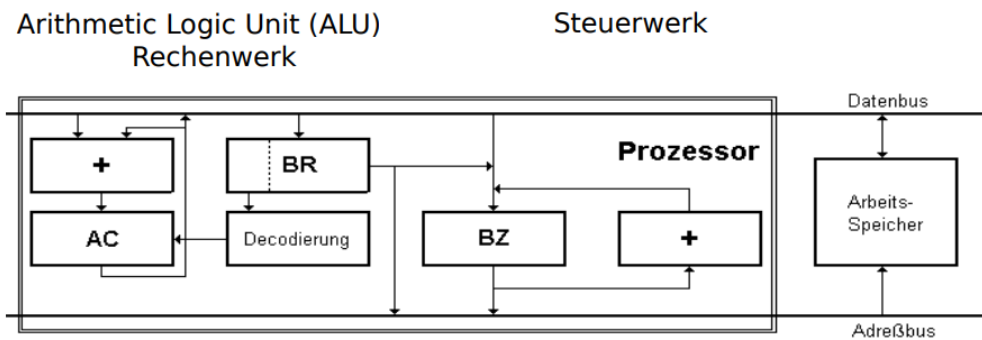 Arithmetic Logic Unit (ALU)
Rechenwerk
Steuerwerk
Datenbus
+
BR
Prozessor
Arbeits-
Speicher
AC
Decodierung
BZ
+
Adreßbus